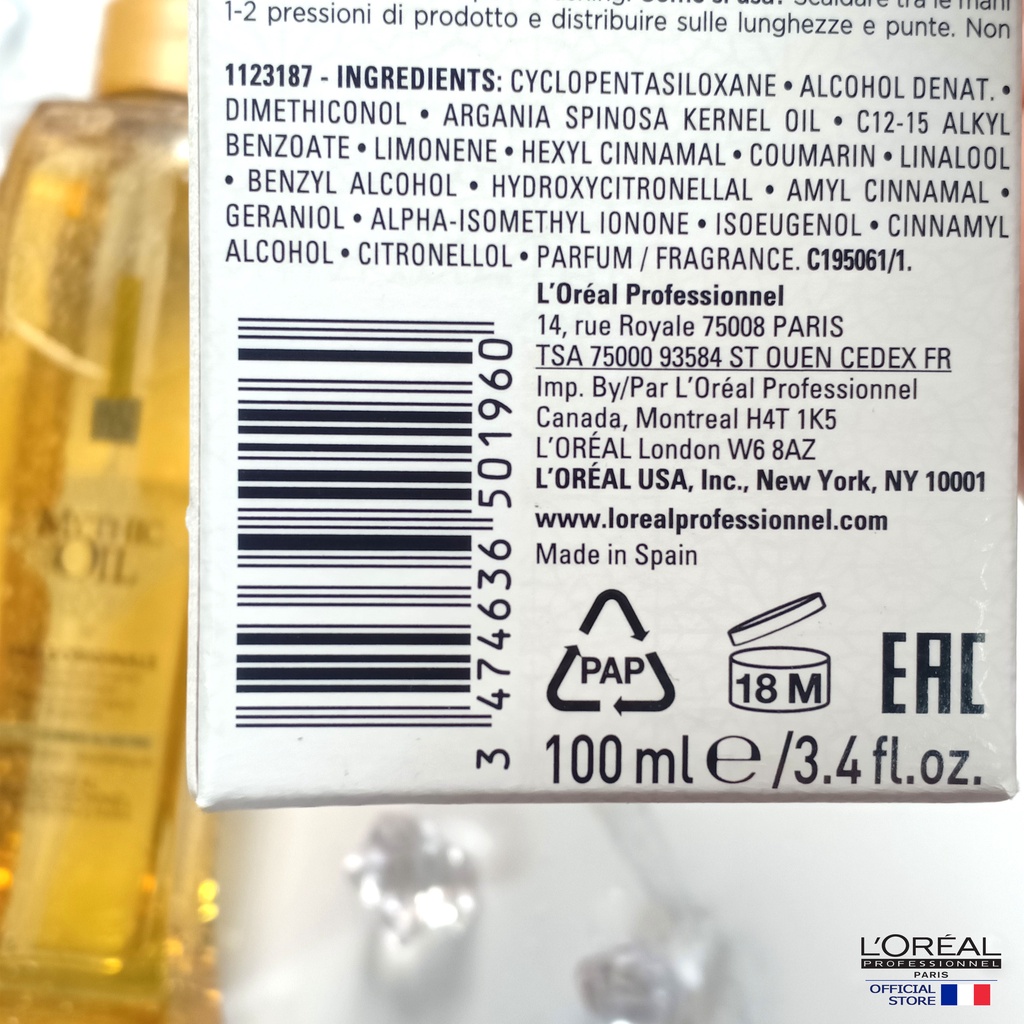 1-2 pressioni di prodotto e distribuire sulle lunghezze e punte. Non
1123187 - INGREDIENTS: CYCLOPENTASILOXANE • ALCOHOL DENAT. •
DIMETHICONOL • ARGANIA SPINOSA KERNEL OIL • C12-15 ALKYL
BENZOATE • LIMONENE • HEXYL CINNAMAL • COUMARIN • LINALOOL
• BENZYL ALCOHOL • HYDROXYCITRONELLAL • AMYL CINNAMAL •
GERANIOL • ALPHA-ISOMETHYL IONONE • ISOEUGENOL • CINNAMYL
ALCOHOL • CITRONELLOL • PARFUM / FRAGRANCE. C195061/1.
L'Oréal Professionnel
14, rue Royale 75008 PARIS
TSA 75000 93584 ST OUEN CEDEX FR
Imp. By/Par L'Oréal Professionnel
Canada, Montreal H4T 1K5
L'ORÉAL London W6 8AZ
L'ORÉAL USA, Inc., New York, NY 10001
www.lorealprofessionnel.com
Made in Spain
3 474636 501960
PAP
18 M
EAC
100 ml e /3.4 fl.oz.
MYTHIC
OIL
L'ORÉAL
PROFESSIONNEL
PARIS
OFFICIAL
STORE